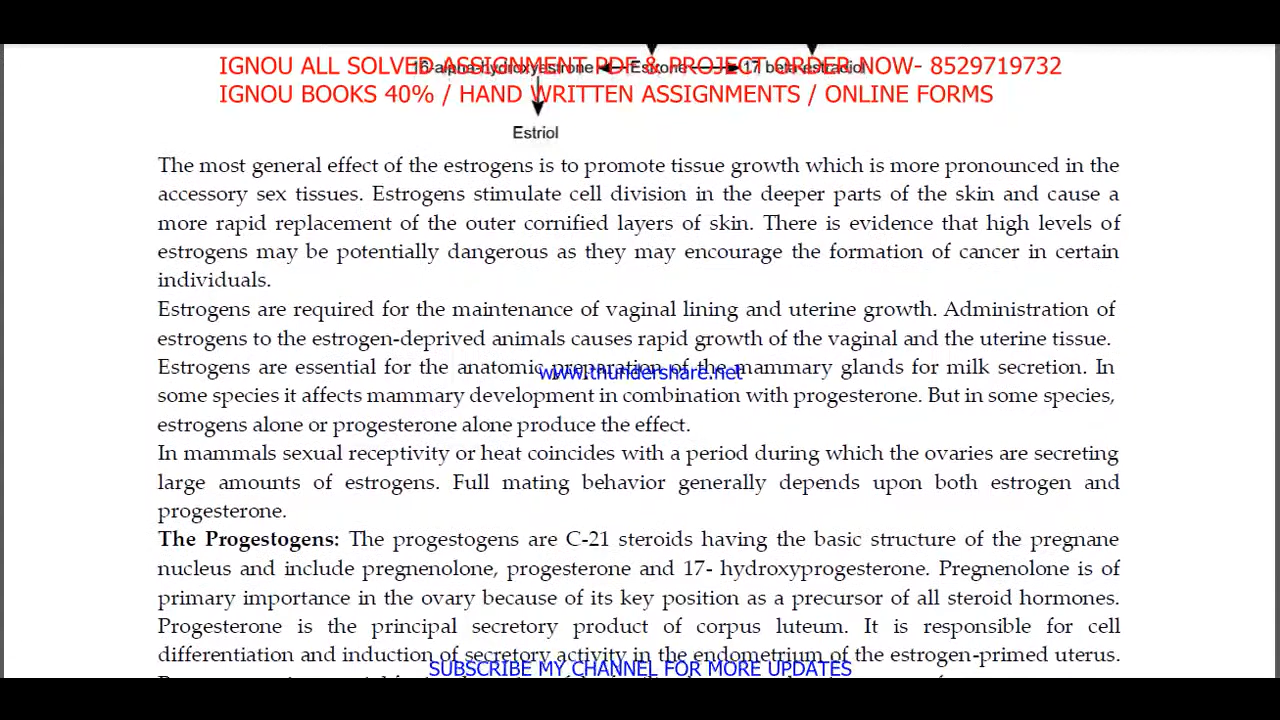 IGNOU ALL SOLVED ASSIGNMENT PDF & PROJECT ORDER NOW- 8529719732
16-alpha-hydroxyestrone Estrone 17 beta-estradiol
IGNOU BOOKS 40% / HAND WRITTEN ASSIGNMENTS / ONLINE FORMS
Estriol
The most general effect of the estrogens is to promote tissue growth which is more pronounced in the
accessory sex tissues. Estrogens stimulate cell division in the deeper parts of the skin and cause a
more rapid replacement of the outer cornified layers of skin. There is evidence that high levels of
estrogens may be potentially dangerous as they may encourage the formation of cancer in certain
individuals.
Estrogens are required for the maintenance of vaginal lining and uterine growth. Administration of
estrogens to the estrogen-deprived animals causes rapid growth of the vaginal and the uterine tissue.
Estrogens are essential for the anatomic preparation of the mammary glands for milk secretion. In
www.thundershare.net
some species it affects mammary development in combination with progesterone. But in some species,
estrogens alone or progesterone alone produce the effect.
In mammals sexual receptivity or heat coincides with a period during which the ovaries are secreting
large amounts of estrogens. Full mating behavior generally depends upon both estrogen and
progesterone.
The Progestogens: The progestogens are C-21 steroids having the basic structure of the pregnane
nucleus and include pregnenolone, progesterone and 17- hydroxyprogesterone. Pregnenolone is of
primary importance in the ovary because of its key position as a precursor of all steroid hormones.
Progesterone is the principal secretory product of corpus luteum. It is responsible for cell
differentiation and induction of secretory activity in the endometrium of the estrogen-primed uterus.
SUBSCRIBE MY CHANNEL FOR MORE UPDATES